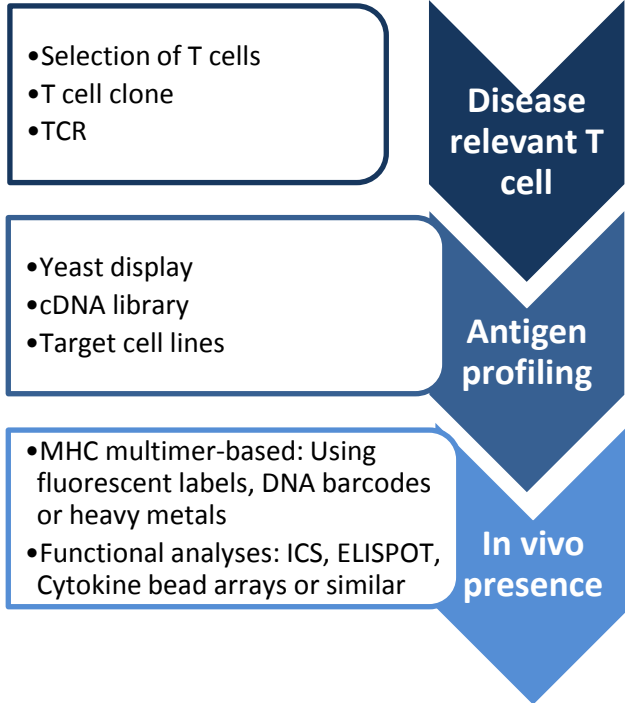 •Selection of T cells
•T cell clone
•TCR
Disease
relevant T
cell
•Yeast display
•cDNA library
•Target cell lines
Antigen
profiling
•MHC multimer-based: Using
fluorescent labels, DNA barcodes
or heavy metals
•Functional analyses: ICS, ELISPOT,
Cytokine bead arrays or similar
In vivo
presence